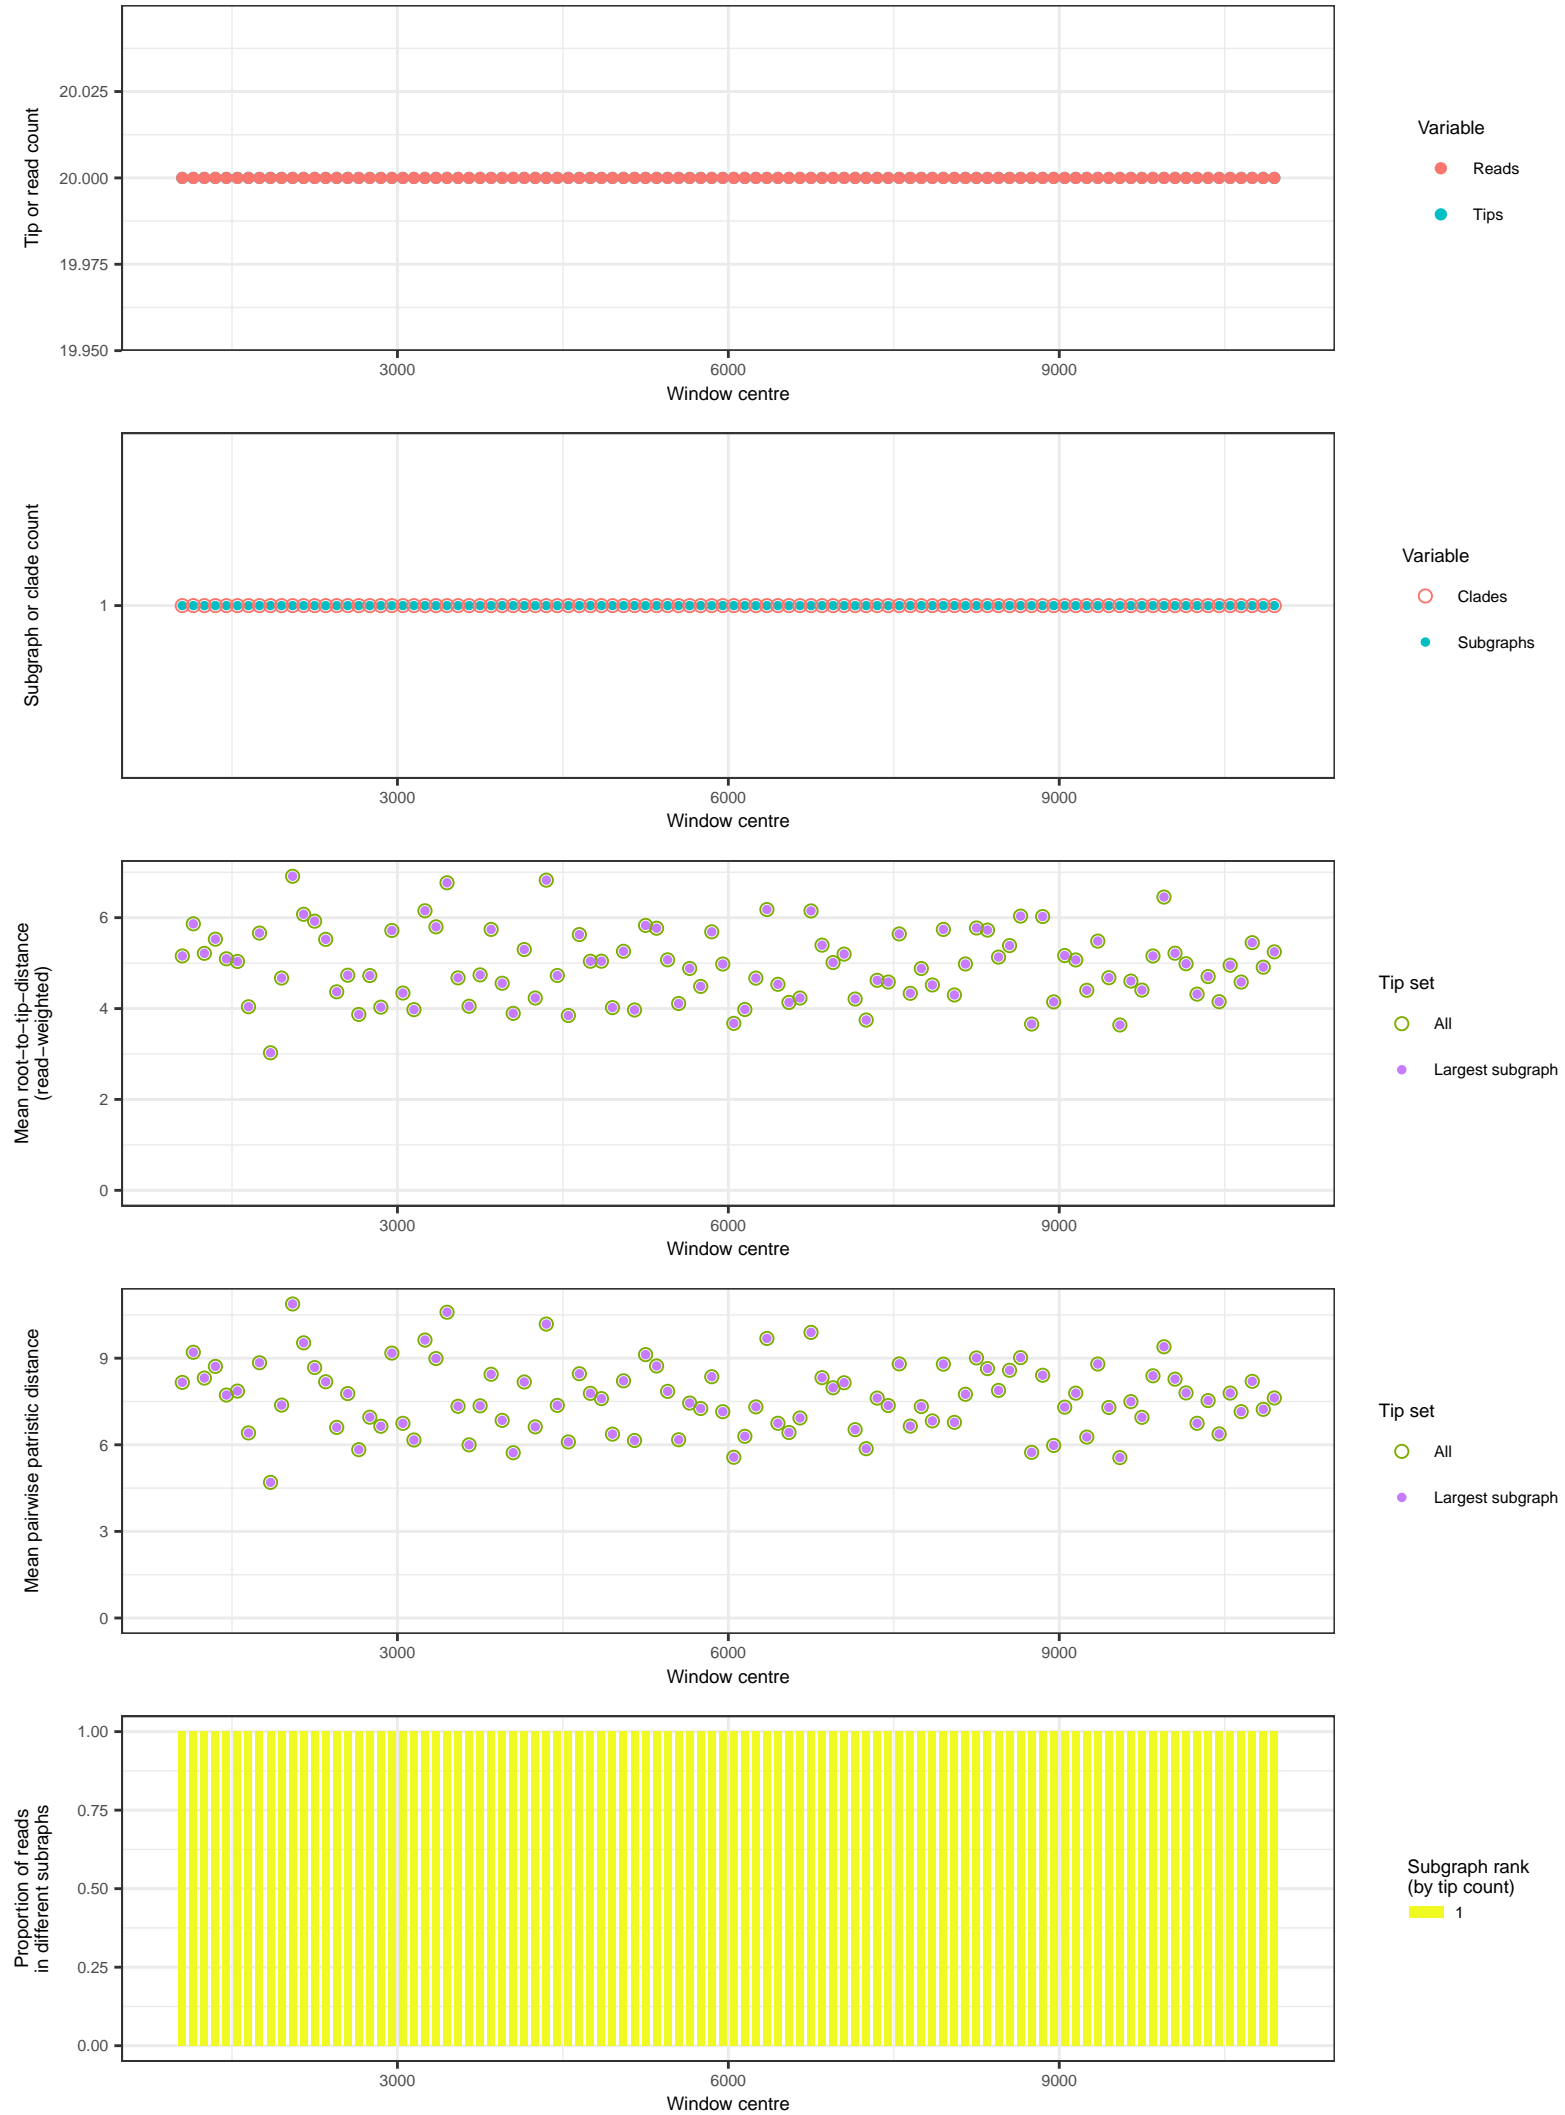 20.025
20.000
19.975
19.950
Tip or read count
3000 6000 9000
Window centre
Variable
Reads
Tips
1
Subgraph or clade count
3000 6000 9000
Window centre
Variable
Clades
Subgraphs
6
4
2
0
Mean root−to−tip−distance
(read−weighted)
3000 6000 9000
Window centre
Tip set
All
Largest subgraph
9
6
3
0
Mean pairwise patristic distance
3000 6000 9000
Window centre
Tip set
All
Largest subgraph
1.00
0.75
0.50
0.25
0.00
Proportion of reads
in different subraphs
3000 6000 9000
Window centre
Subgraph rank
(by tip count)
1